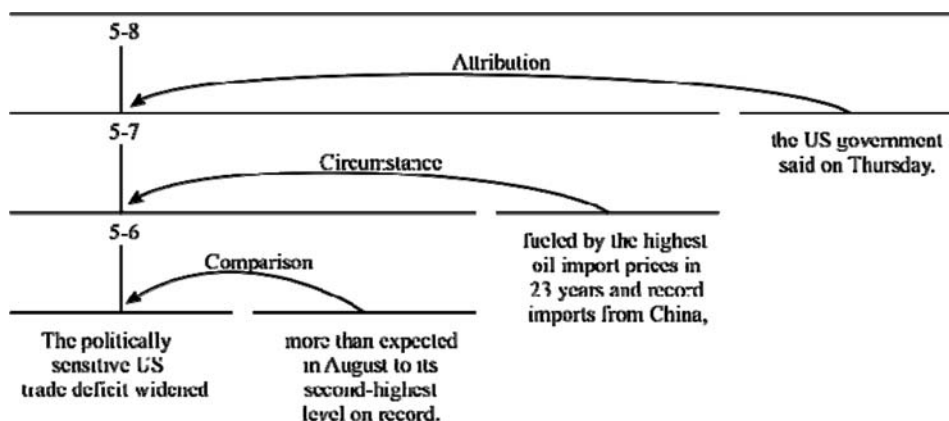 5-8
Attribution
5-7
the US government
said on Thursday.
Circumstance
5-6
fueled by the highest
oil import prices in
23 years and record
imports from China,
Comparison
The politically
sensitive US
trade deficit widened
more than expected
in August to its
second-highest
level on record.